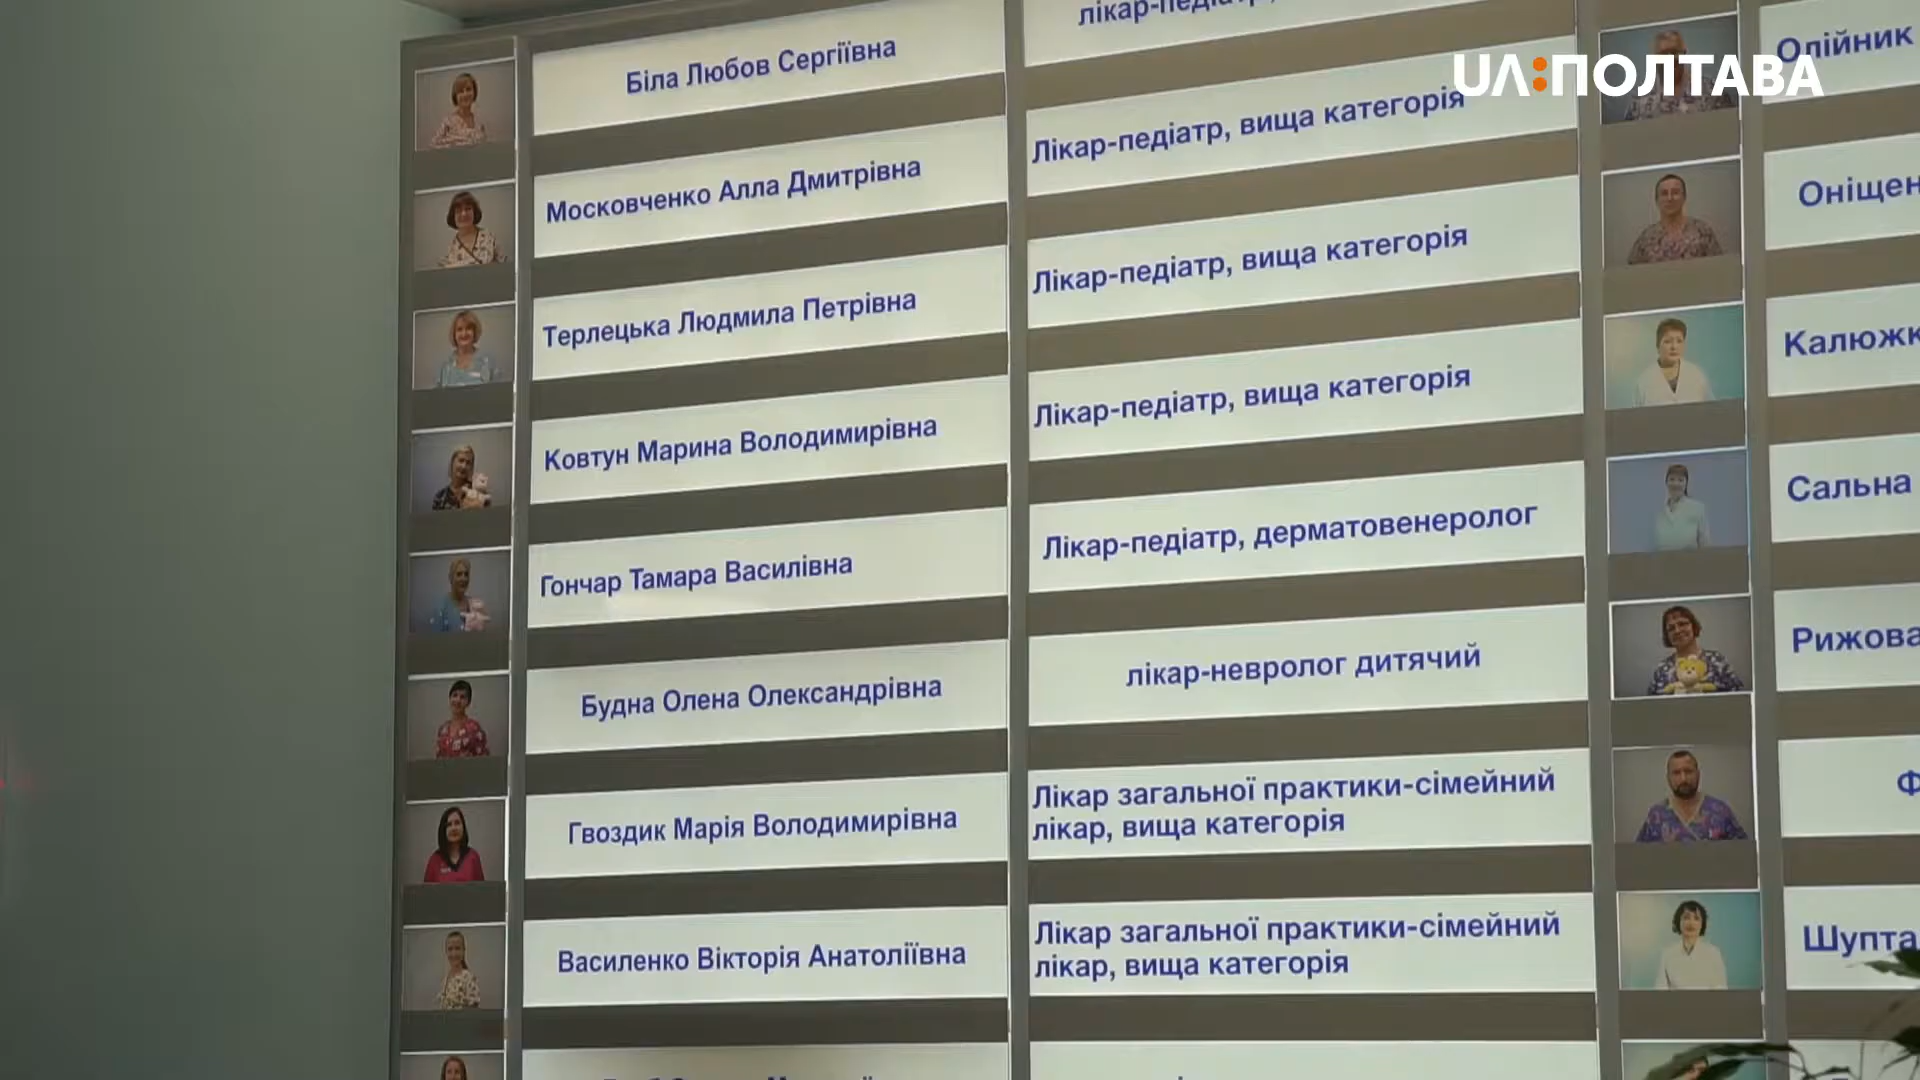 UA:ПОЛТАВА
Біла Любов Сергіївна
Лікар-педіатр, вища категорія
Московченко Алла Дмитрівна
Лікар-педіатр, вища категорія
Терлецька Людмила Петрівна
Лікар-педіатр, вища категорія
Ковтун Марина Володимирівна
Лікар-педіатр, дерматовенеролог
Гончар Тамара Василівна
лікар-невролог дитячий
Будна Олена Олександрівна
Лікар загальної практики-сімейний
лікар, вища категорія
Гвоздик Марія Володимирівна
Лікар загальної практики-сімейний
лікар, вища категорія
Василенко Вікторія Анатоліївна
Олійник
Сальна
Рижова